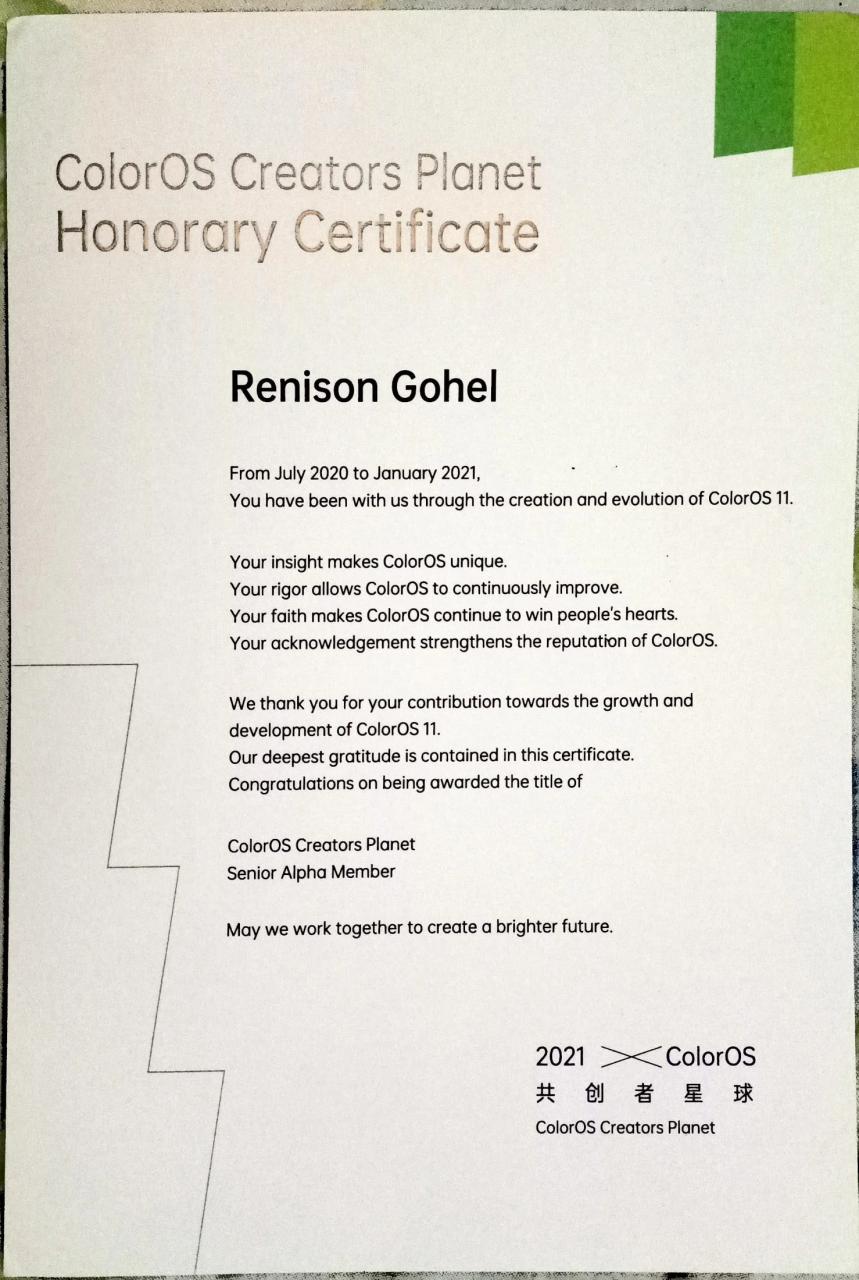 ColorOS Creators Planet
Honorary Certificate
Renison Gohel
From July 2020 to January 2021,
You have been with us through the creation and evolution of ColorOS 11.
Your insight makes ColorOS unique.
Your rigor allows ColorOS to continuously improve.
Your faith makes ColorOS continue to win people's hearts.
Your acknowledgement strengthens the reputation of ColorOS.
We thank you for your contribution towards the growth and
development of ColorOS 11.
Our deepest gratitude is contained in this certificate.
Congratulations on being awarded the title of
ColorOS Creators Planet
Senior Alpha Member
May we work together to create a brighter future.
2021 ColorOS
共创者星球
ColorOS Creators Planet